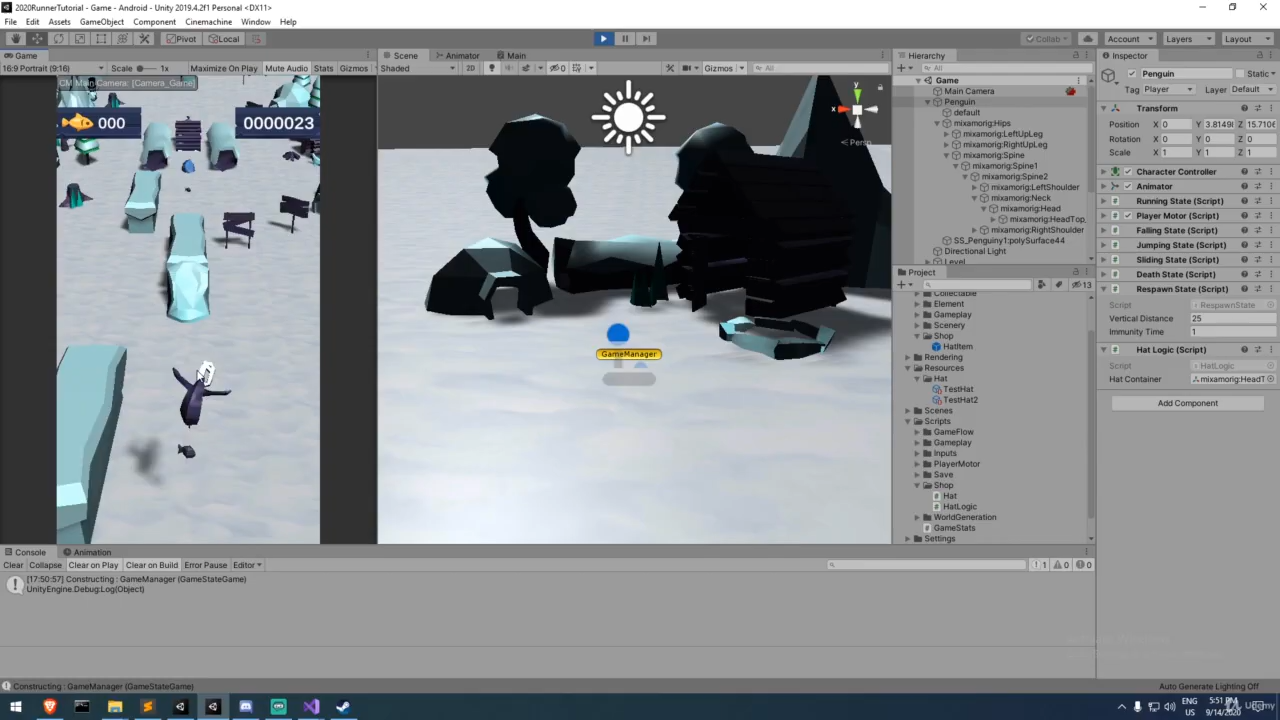 2020RunnerTutorial - Game - Android - Unity 2019.4.2f1 Personal <DX11>
File Edit Assets GameObject Component Cinemachine Window Help
Pivot Local Collab Account Layers Layout
Game
16:9 Portrait (9:16) Scale 1x Maximize On Play Mute Audio Stats Gizmos
CM Main Camera: [Camera_Game]
000 0000023
Scene Animator Main
Shaded 2D 0 Gizmos All
y
x
Persp
GameManager
Hierarchy
All
Game
Main Camera
Penguin
default
mixamorig:Hips
mixamorig:LeftUpLeg
mixamorig:RightUpLeg
mixamorig:Spine
mixamorig:Spine1
mixamorig:Spine2
mixamorig:LeftShoulder
mixamorig:Neck
mixamorig:Head
mixamorig:HeadTop_
mixamorig:RightShoulder
SS_Penguiny1:polySurface44
Directional Light
Level
Project
13
Collectable
Element
Gameplay
Scenery
Shop
HatItem
Rendering
Resources
Hat
TestHat
TestHat2
Scenes
Scripts
GameFlow
Gameplay
Inputs
PlayerMotor
Save
Shop
Hat
HatLogic
WorldGeneration
GameStats
Settings
Inspector
Penguin Static
Tag Player Layer Default
Transform
Position X 0 Y 3.81498 Z 15.7106
Rotation X 0 Y 0 Z 0
Scale X 1 Y 1 Z 1
Character Controller
Animator
Running State (Script)
Player Motor (Script)
Falling State (Script)
Jumping State (Script)
Sliding State (Script)
Death State (Script)
Respawn State (Script)
Script RespawnState
Vertical Distance 25
Immunity Time 1
Hat Logic (Script)
Script HatLogic
Hat Container mixamorig:HeadT
Add Component
Console Animation
Clear Collapse Clear on Play Clear on Build Error Pause Editor 1 0 0
[17:50:57] Constructing : GameManager (GameStateGame)
UnityEngine.Debug:Log(Object)
Constructing : GameManager (GameStateGame) Auto Generate Lighting Off
ENG
US
5:51 PM
9/14/2020
Udemy